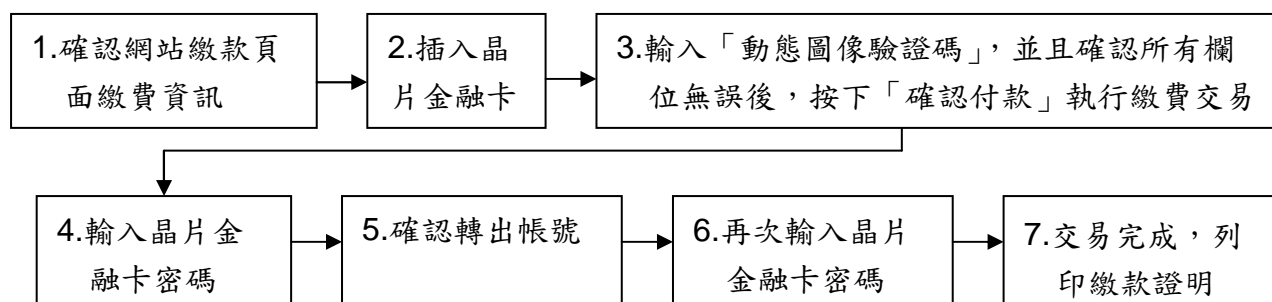 1.確認網站繳款頁
面繳費資訊
2.插入晶
片金融卡
3.輸入「動態圖像驗證碼」,並且確認所有欄
位無誤後,按下「確認付款」執行繳費交易
4.輸入晶片金
融卡密碼
5.確認轉出帳號
6.再次輸入晶片
金融卡密碼
7.交易完成,列
印繳款證明